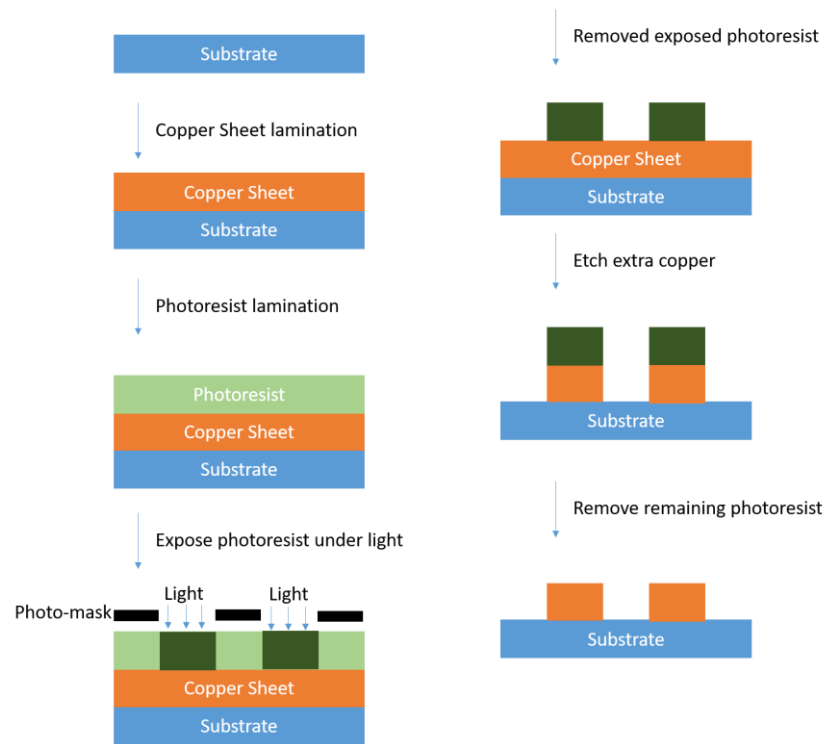 Substrate
Copper Sheet lamination
Copper Sheet
Substrate
Photoresist lamination
Photoresist
Copper Sheet
Substrate
Expose photoresist under light
Light
Light
Photo-mask
Copper Sheet
Substrate
Removed exposed photoresist
Copper Sheet
Substrate
Etch extra copper
Substrate
Remove remaining photoresist
Substrate